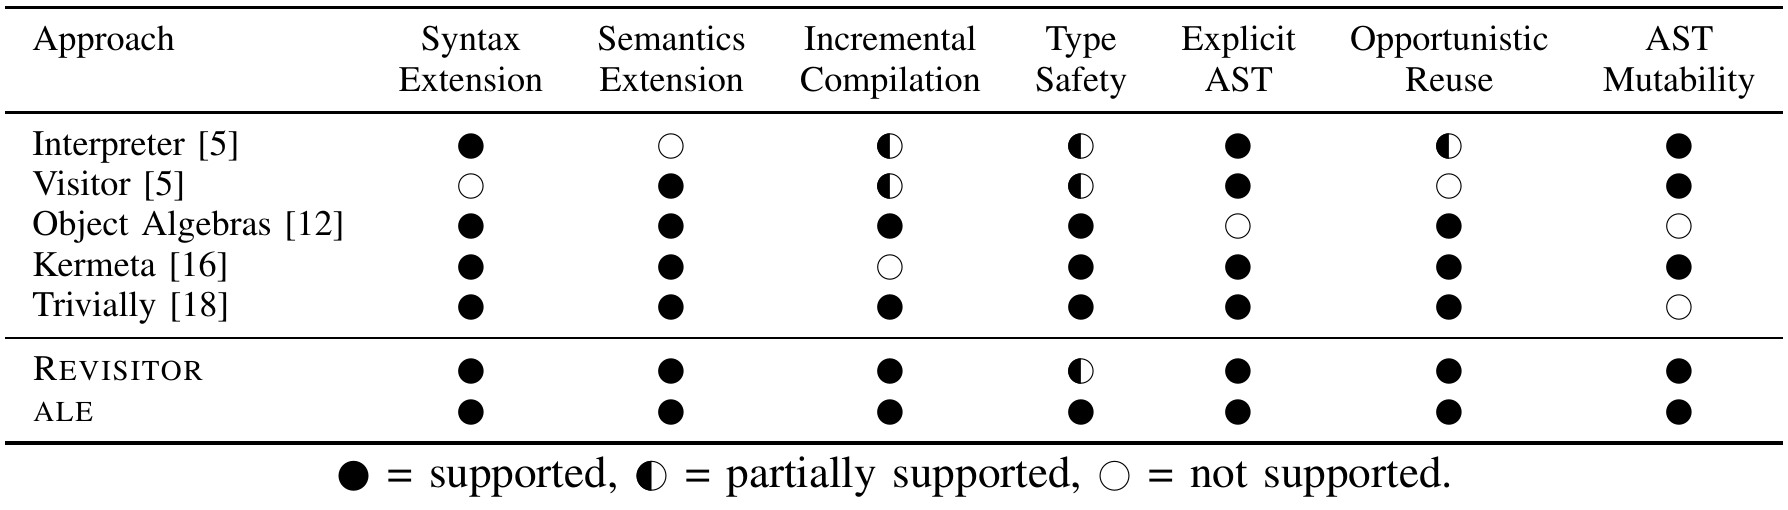 Approach Syntax Semantics Incremental Type Explicit Opportunistic AST
Extension Extension Compilation Safety AST Reuse Mutability
Interpreter [5] ● ○ ◐ ◐ ● ◐ ●
Visitor [5] ○ ● ◐ ◐ ● ○ ●
Object Algebras [12] ● ● ● ● ○ ● ○
Kermeta [16] ● ● ○ ● ● ● ●
Trivially [18] ● ● ● ● ● ● ○
REVISITOR ● ● ● ◐ ● ● ●
ALE ● ● ● ● ● ● ●
● = supported, ◐ = partially supported, ○ = not supported.